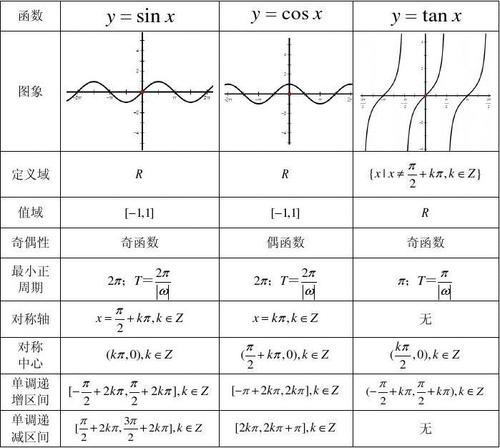 函数 y = sin x y = cos x y = tan x
图象
定义域 R R {x | x ≠ π/2 + kπ, k ∈ Z}
值域 [−1,1] [−1,1] R
奇偶性 奇函数 偶函数 奇函数
最小正
周期 2π; T = 2π/|ω| 2π; T = 2π/|ω| π; T = π/|ω|
对称轴 x = π/2 + kπ, k ∈ Z x = kπ, k ∈ Z 无
对称
中心 (kπ,0), k ∈ Z (π/2 + kπ,0), k ∈ Z (kπ/2,0), k ∈ Z
单调递
增区间 [−π/2 + 2kπ, π/2 + 2kπ], k ∈ Z [−π + 2kπ, 2kπ], k ∈ Z (−π/2 + kπ, π/2 + kπ), k ∈ Z
单调递
减区间 [π/2 + 2kπ, 3π/2 + 2kπ], k ∈ Z [2kπ, 2kπ + π], k ∈ Z 无